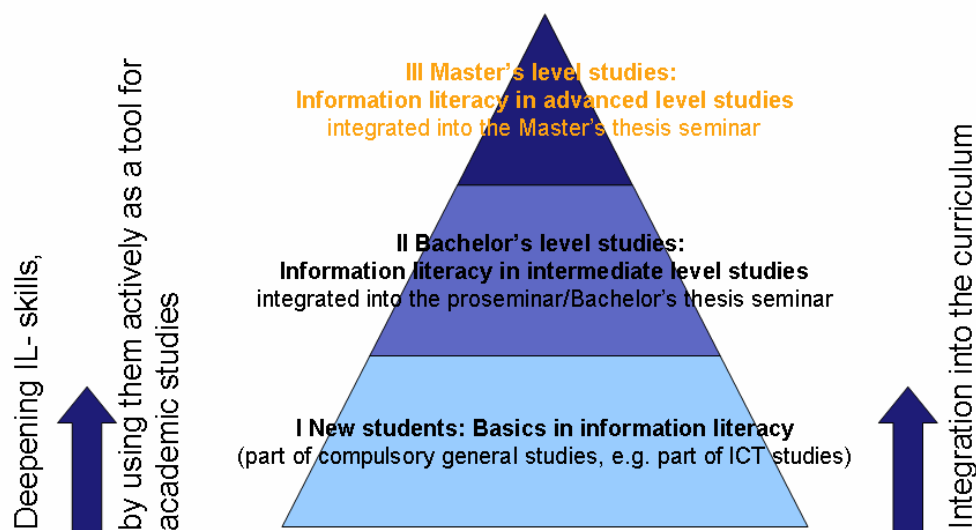 Deepening IL- skills,
by using them actively as a tool for
academic studies
III Master's level studies:
Information literacy in advanced level studies
integrated into the Master's thesis seminar
II Bachelor's level studies:
Information literacy in intermediate level studies
integrated into the proseminar/Bachelor's thesis seminar
I New students: Basics in information literacy
(part of compulsory general studies, e.g. part of ICT studies)
Integration into the curriculum